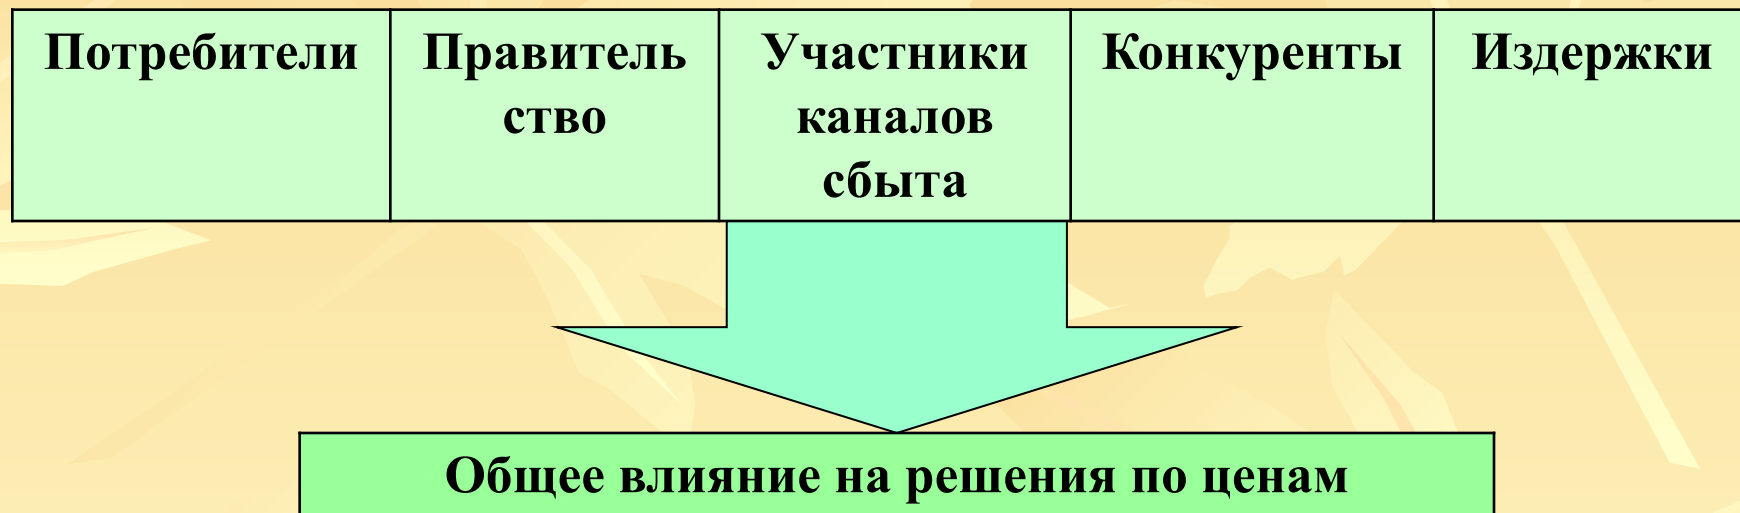 Потребители
Правитель
ство
Участники
каналов
сбыта
Конкуренты
Издержки
Общее влияние на решения по ценам